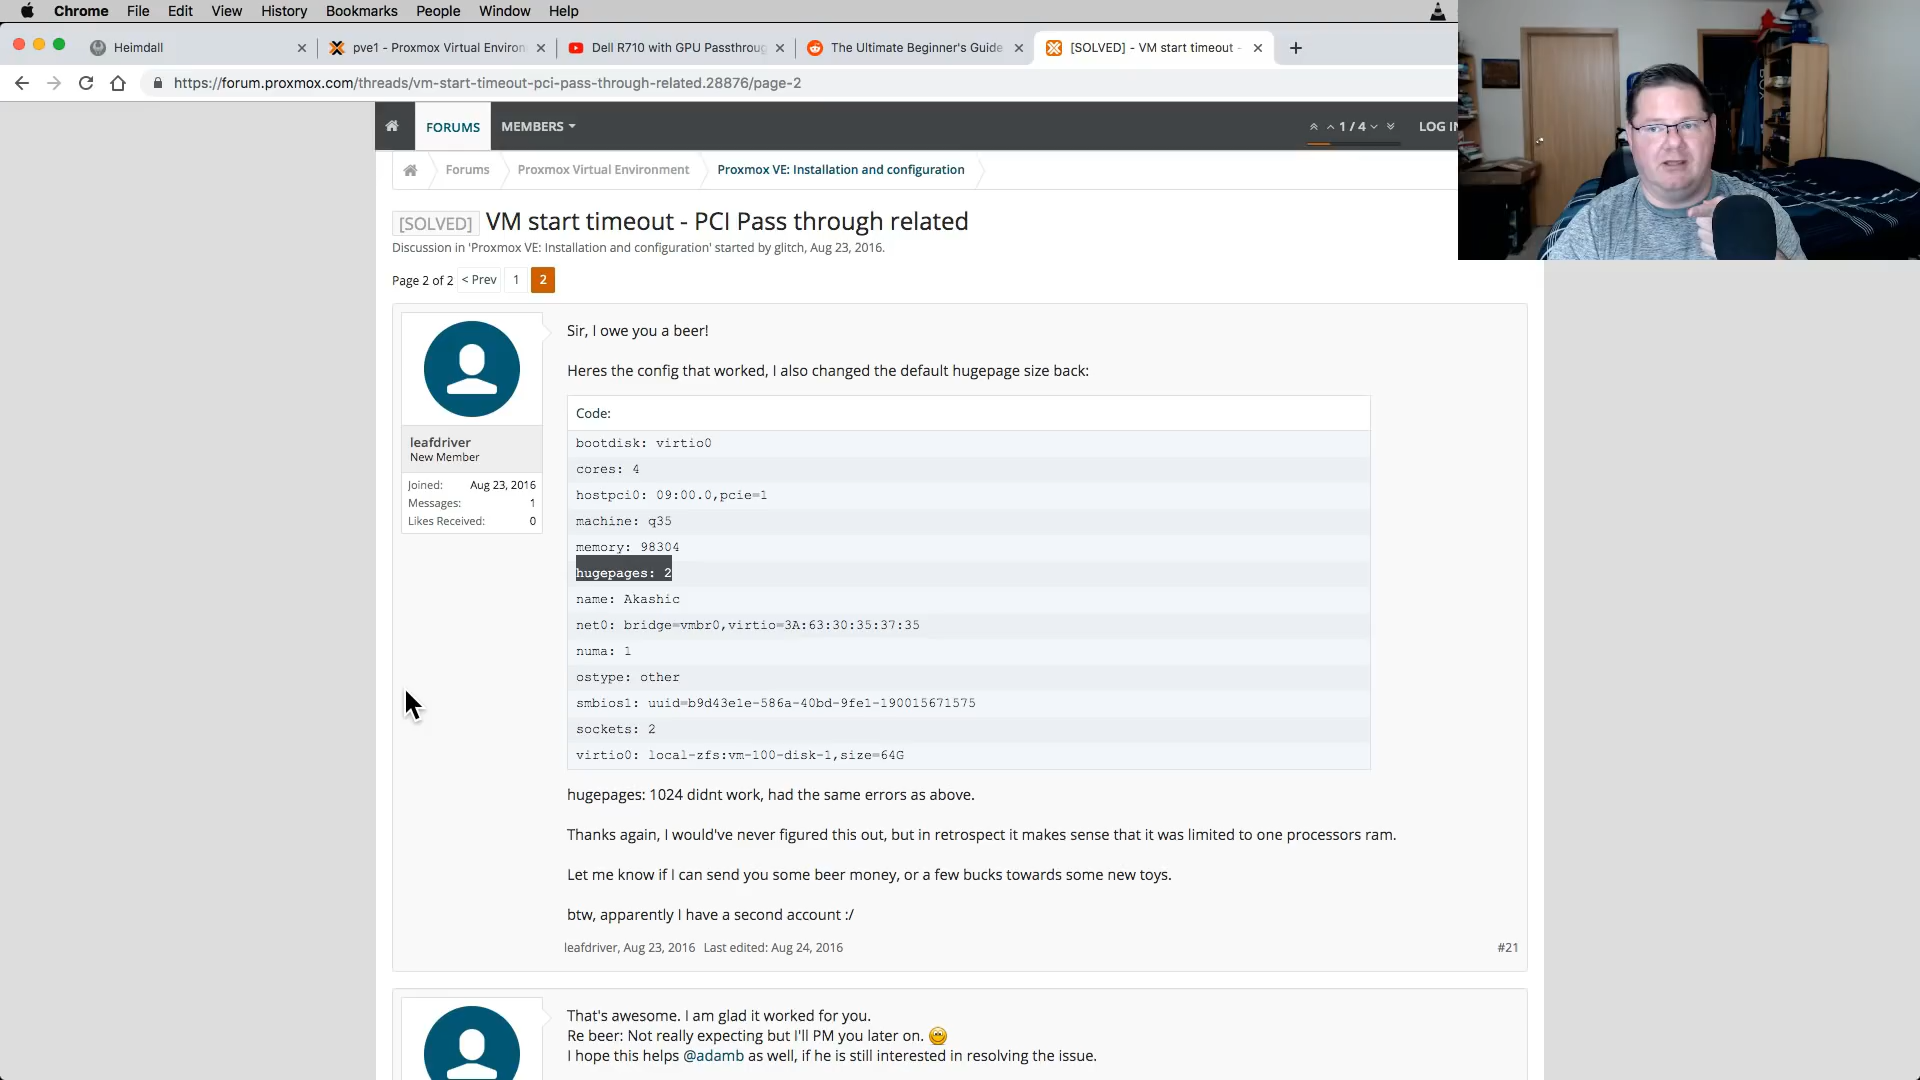 Chrome File Edit View History Bookmarks People Window Help
Heimdall
pve1 - Proxmox Virtual Environ
Dell R710 with GPU Passthroug
The Ultimate Beginner's Guide
[SOLVED] - VM start timeout -
https://forum.proxmox.com/threads/vm-start-timeout-pci-pass-through-related.28876/page-2
FORUMS MEMBERS 1 / 4 LOG IN
Forums Proxmox Virtual Environment Proxmox VE: Installation and configuration
[SOLVED] VM start timeout - PCI Pass through related
Discussion in 'Proxmox VE: Installation and configuration' started by glitch, Aug 23, 2016.
Page 2 of 2 < Prev 1 2
leafdriver
New Member
Joined: Aug 23, 2016
Messages: 1
Likes Received: 0
Sir, I owe you a beer!
Heres the config that worked, I also changed the default hugepage size back:
Code:
bootdisk: virtio0
cores: 4
hostpci0: 09:00.0,pcie=1
machine: q35
memory: 98304
hugepages: 2
name: Akashic
net0: bridge=vmbr0,virtio=3A:63:30:35:37:35
numa: 1
ostype: other
smbios1: uuid=b9d43e1e-586a-40bd-9fe1-190015671575
sockets: 2
virtio0: local-zfs:vm-100-disk-1,size=64G
hugepages: 1024 didnt work, had the same errors as above.
Thanks again, I would've never figured this out, but in retrospect it makes sense that it was limited to one processors ram.
Let me know if I can send you some beer money, or a few bucks towards some new toys.
btw, apparently I have a second account :/
leafdriver, Aug 23, 2016 Last edited: Aug 24, 2016 #21
That's awesome. I am glad it worked for you.
Re beer: Not really expecting but I'll PM you later on.
I hope this helps @adamb as well, if he is still interested in resolving the issue.